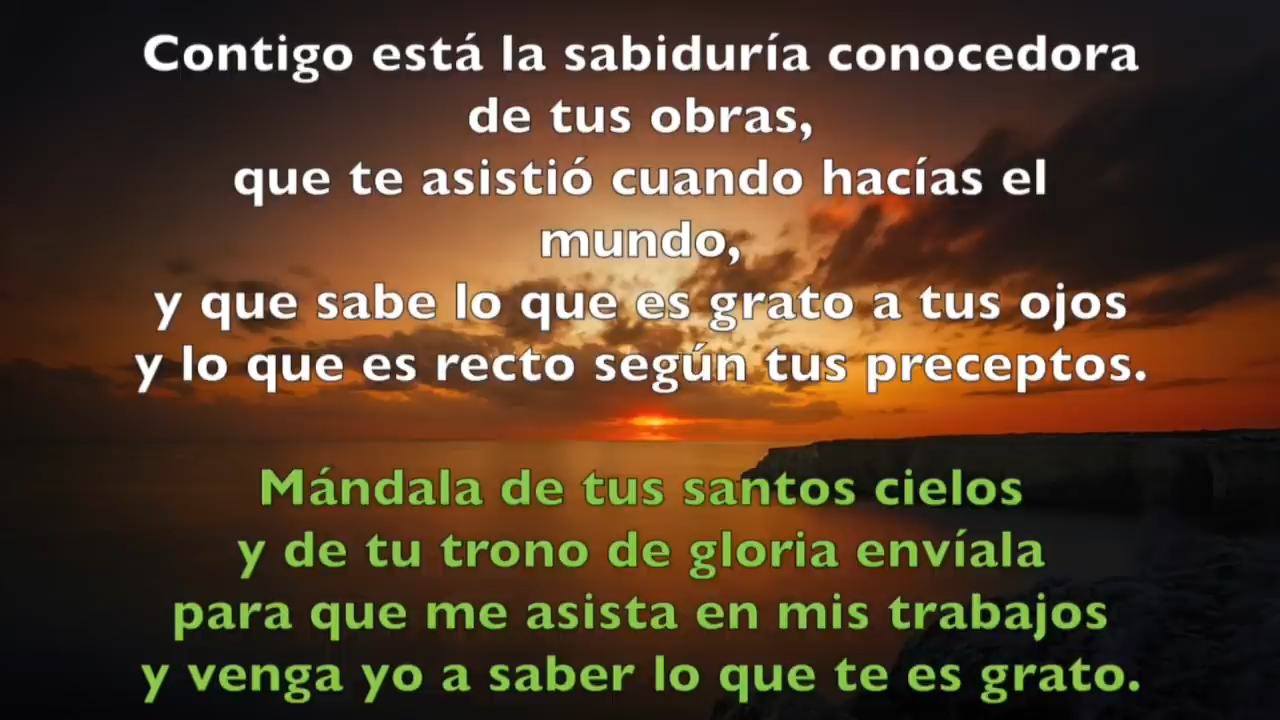 Contigo está la sabiduría conocedora
de tus obras,
que te asistió cuando hacías el
mundo,
y que sabe lo que es grato a tus ojos
y lo que es recto según tus preceptos.
Mándala de tus santos cielos
y de tu trono de gloria envíala
para que me asista en mis trabajos
y venga yo a saber lo que te es grato.